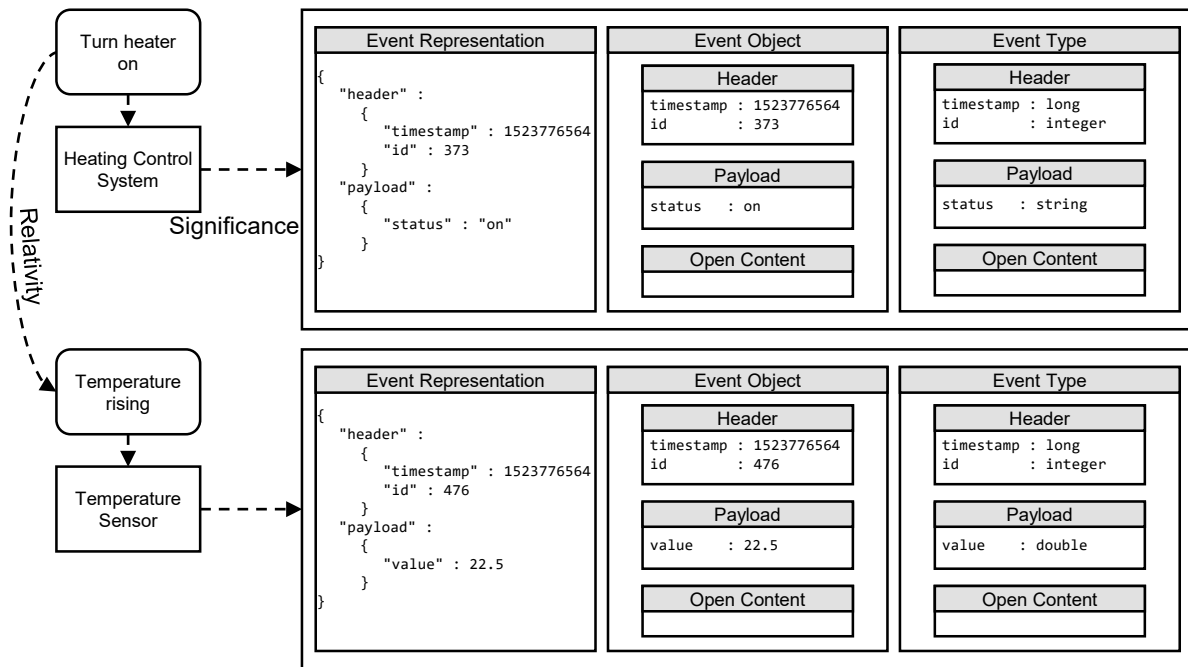 Turn heater
on
Heating Control
System
Significance
Relativity
Event Representation
{
"header" :
{
"timestamp" : 1523776564
"id" : 373
}
"payload" :
{
"status" : "on"
}
}
Event Object
Header
timestamp : 1523776564
id : 373
Payload
status : on
Open Content
Event Type
Header
timestamp : long
id : integer
Payload
status : string
Open Content
Temperature
rising
Temperature
Sensor
Event Representation
{
"header" :
{
"timestamp" : 1523776564
"id" : 476
}
"payload" :
{
"value" : 22.5
}
}
Event Object
Header
timestamp : 1523776564
id : 476
Payload
value : 22.5
Open Content
Event Type
Header
timestamp : long
id : integer
Payload
value : double
Open Content